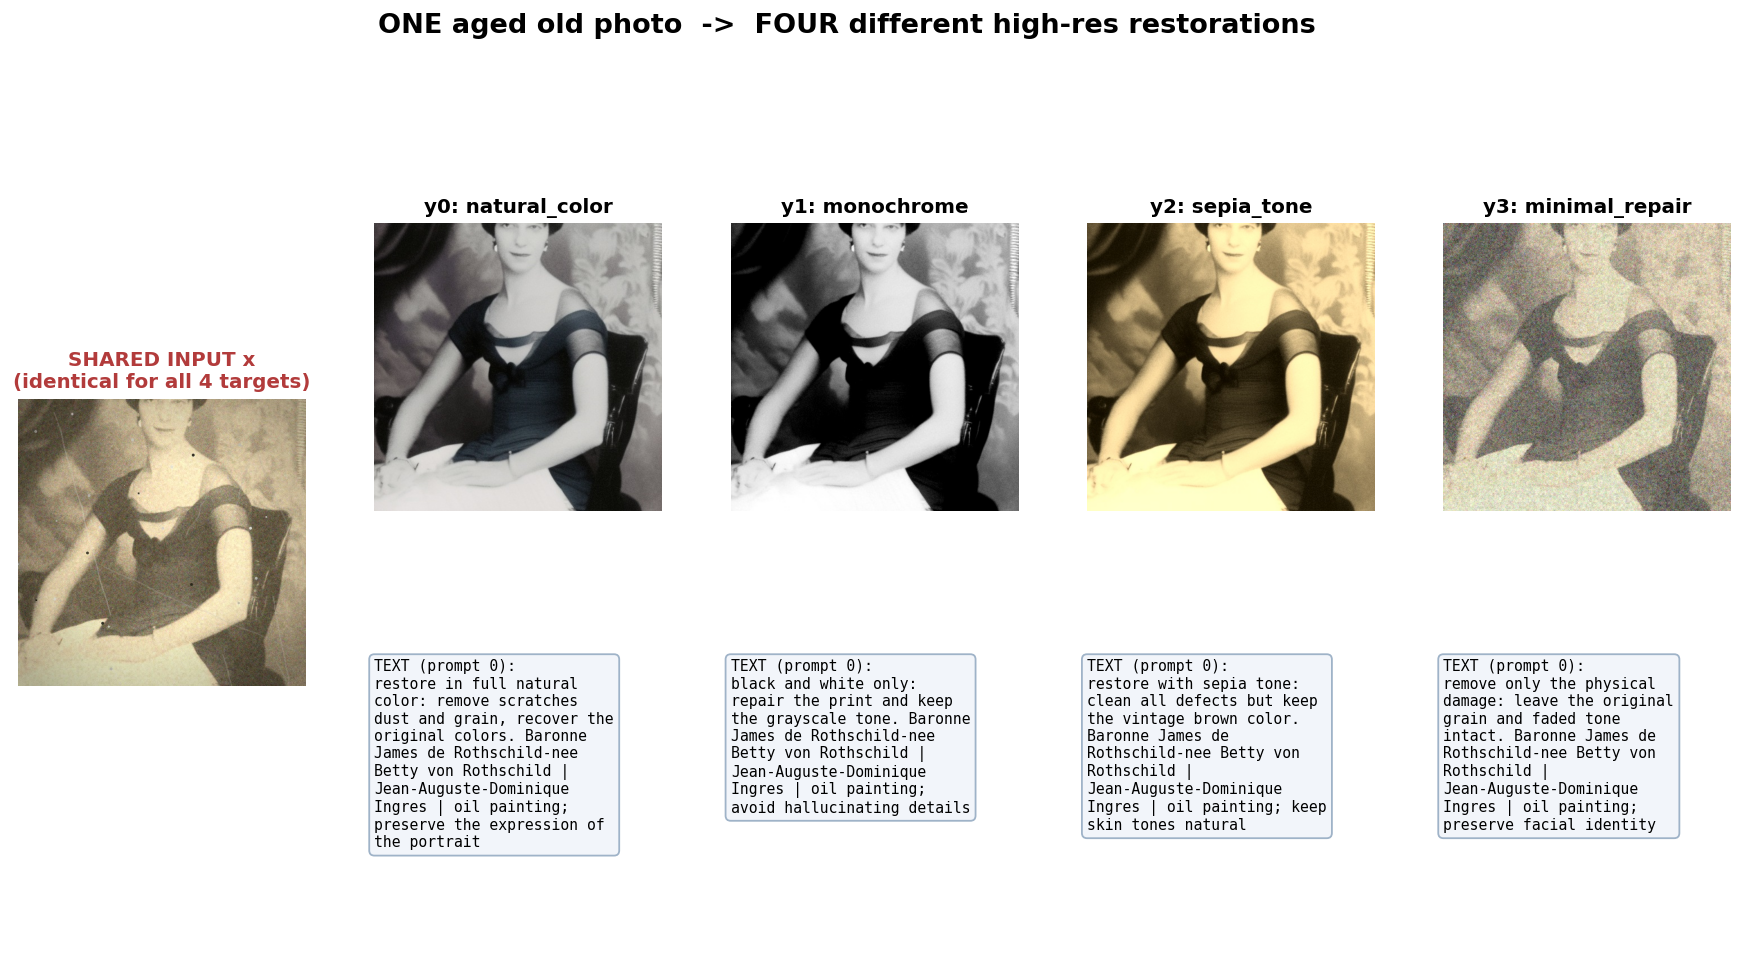 ONE aged old photo  ->  FOUR different high-res restorations
SHARED INPUT x
(identical for all 4 targets)
y0: natural_color
y1: monochrome
y2: sepia_tone
y3: minimal_repair
TEXT (prompt 0):
restore in full natural
color: remove scratches
dust and grain, recover the
original colors. Baronne
James de Rothschild-nee
Betty von Rothschild |
Jean-Auguste-Dominique
Ingres | oil painting;
preserve the expression of
the portrait
TEXT (prompt 0):
black and white only:
repair the print and keep
the grayscale tone. Baronne
James de Rothschild-nee
Betty von Rothschild |
Jean-Auguste-Dominique
Ingres | oil painting;
avoid hallucinating details
TEXT (prompt 0):
restore with sepia tone:
clean all defects but keep
the vintage brown color.
Baronne James de
Rothschild-nee Betty von
Rothschild |
Jean-Auguste-Dominique
Ingres | oil painting; keep
skin tones natural
TEXT (prompt 0):
remove only the physical
damage: leave the original
grain and faded tone
intact. Baronne James de
Rothschild-nee Betty von
Rothschild |
Jean-Auguste-Dominique
Ingres | oil painting;
preserve facial identity